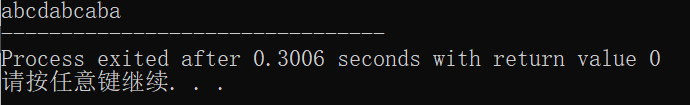 abcdabcaba
--------------------------------
Process exited after 0.3006 seconds with return value 0
请按任意键继续. . .